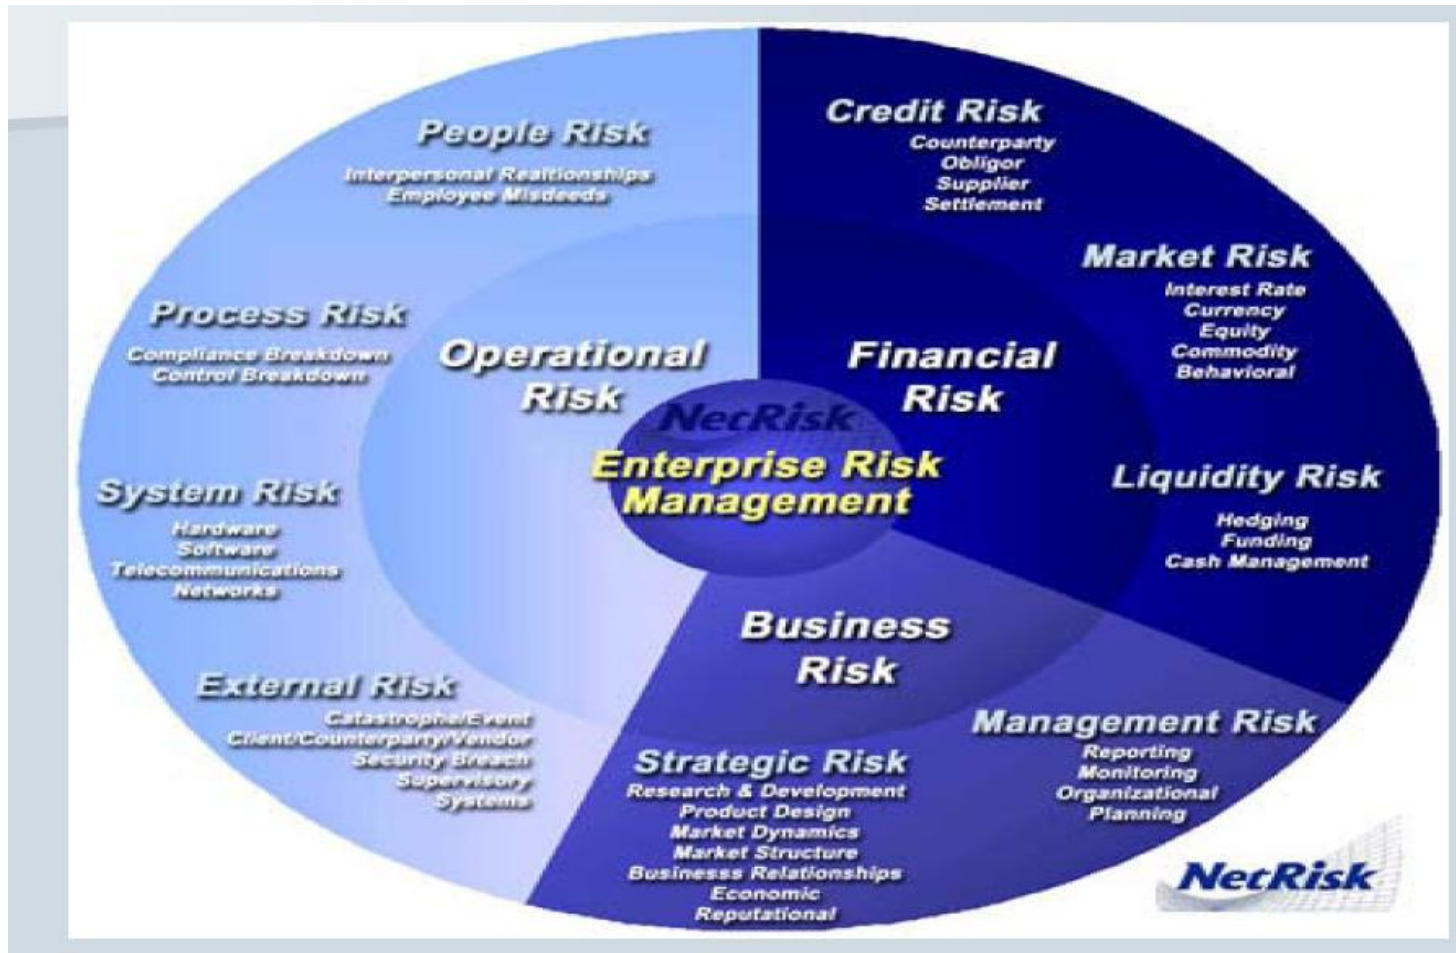 People Risk
Interpersonal Realtionships
Employee Misdeeds
Credit Risk
Counterparty
Obligor
Supplier
Settlement
Market Risk
Interest Rate
Currency
Equity
Commodity
Behavioral
Process Risk
Compliance Breakdown
Control Breakdown
Operational
Risk
Financial
Risk
NetRisk
Enterprise Risk
Management
System Risk
Hardware
Software
Telecommunications
Networks
Liquidity Risk
Hedging
Funding
Cash Management
Business
Risk
External Risk
Catastrophe/Event
Client/Counterparty/Vendor
Security Breach
Supervisory
Systems
Strategic Risk
Research & Development
Product Design
Market Dynamics
Market Structure
Businesss Relationships
Economic
Reputational
Management Risk
Reporting
Monitoring
Organizational
Planning
NetRisk